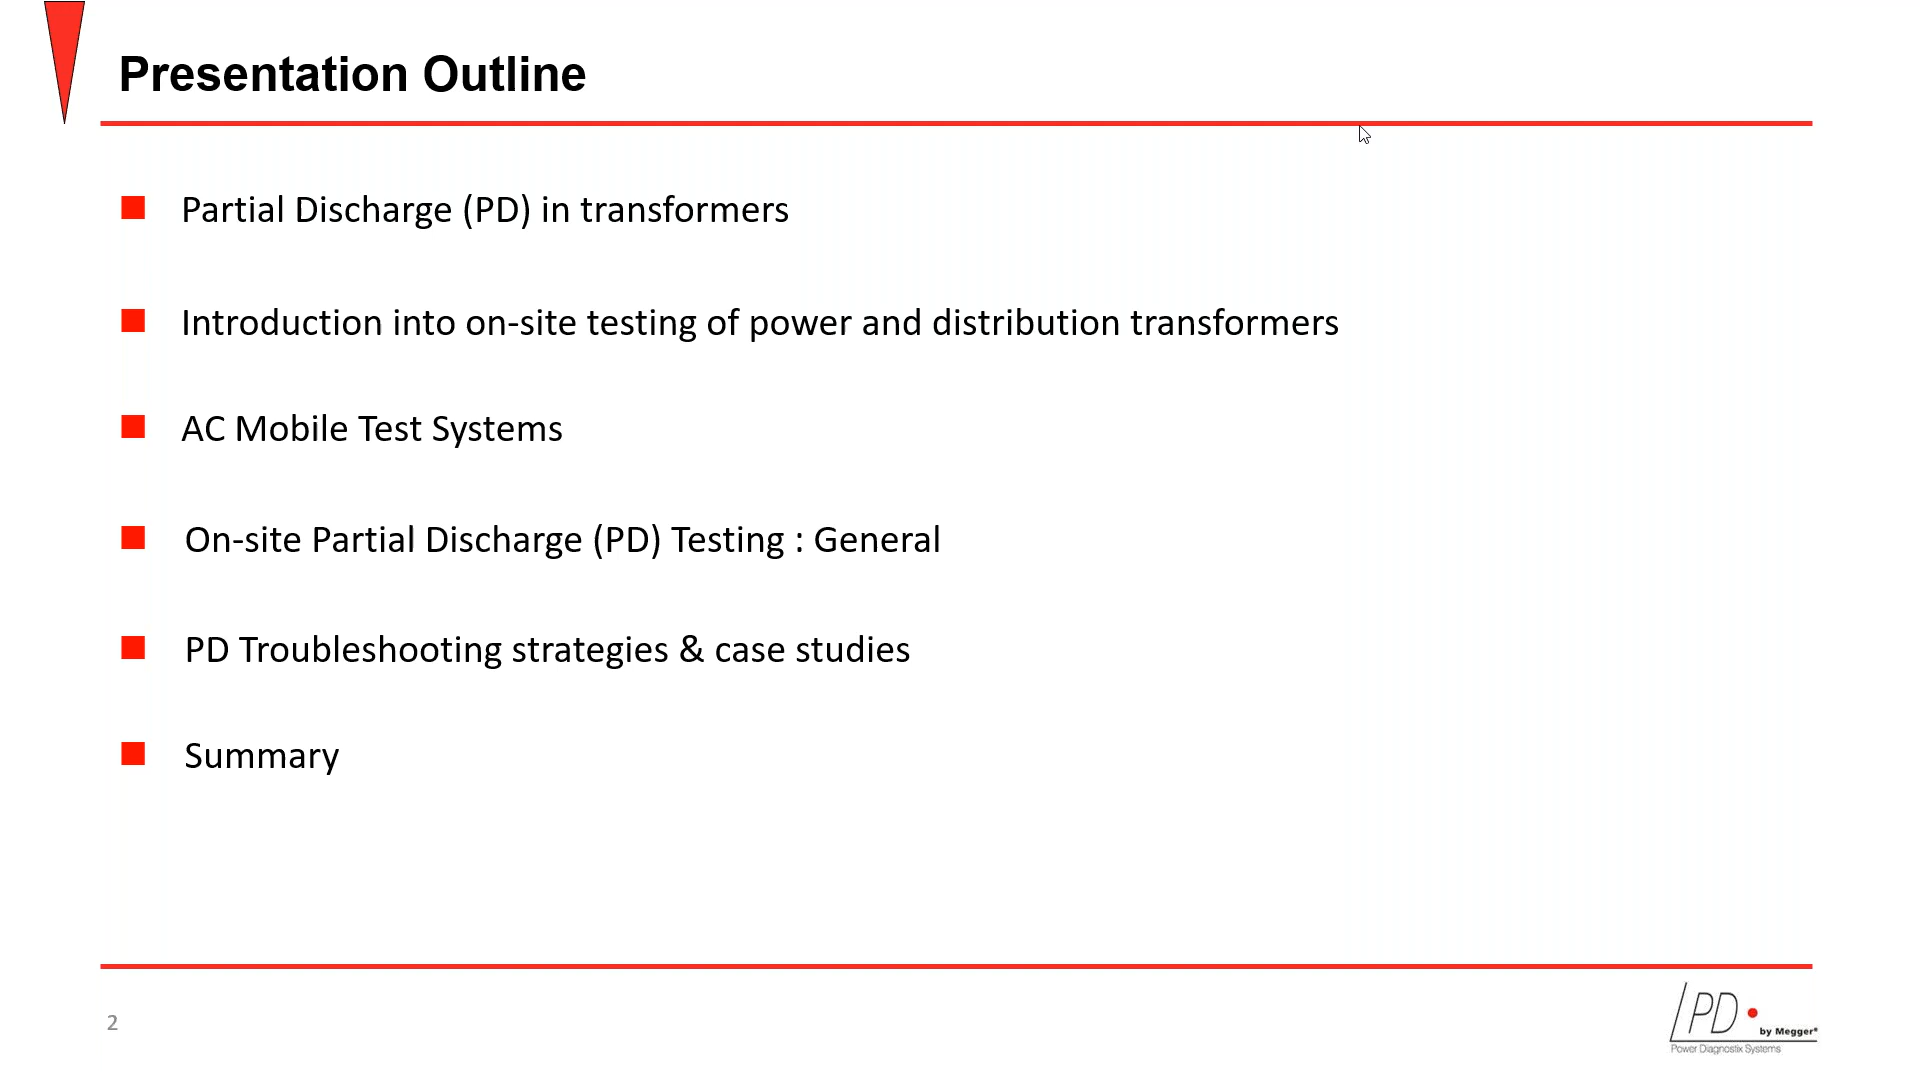 Presentation Outline
Partial Discharge (PD) in transformers
Introduction into on-site testing of power and distribution transformers
AC Mobile Test Systems
On-site Partial Discharge (PD) Testing : General
PD Troubleshooting strategies & case studies
Summary
2
PD
by Megger®
Power Diagnostix Systems